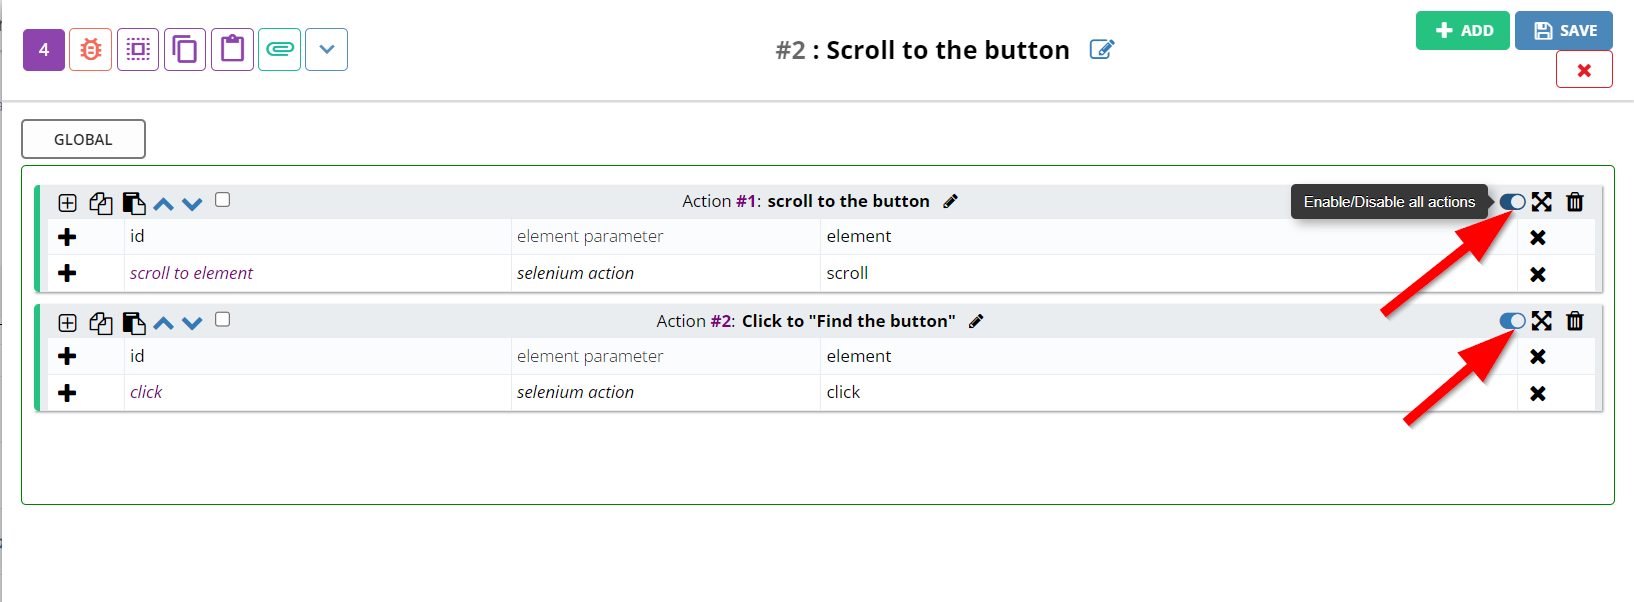 4
#2 : Scroll to the button
ADD
SAVE
GLOBAL
Action #1: scroll to the button
Enable/Disable all actions
id element parameter element
scroll to element selenium action scroll
Action #2: Click to "Find the button"
id element parameter element
click selenium action click